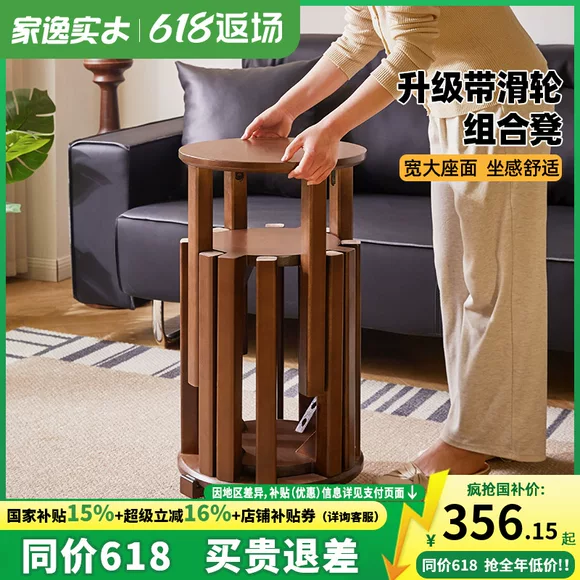 家逸实木 618返场
升级带滑轮
组合凳
宽大座面 坐感舒适
因地区差异,补贴(优惠)信息详见支付页面↓
国家补贴15%+超级立减16%+店铺补贴券 (详询客服)
同价618 买贵退差
疯抢国补价:
¥356.15起
同价618 抢全年低价!!